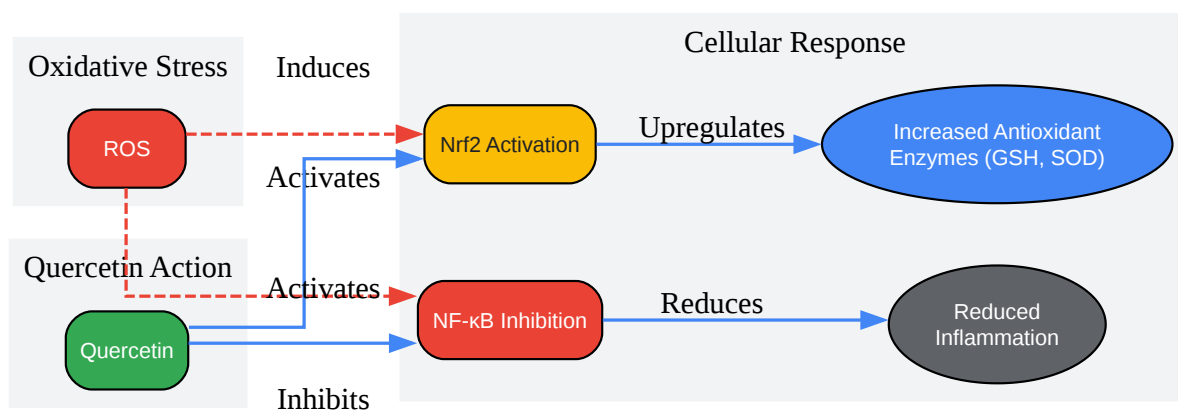 Cellular Response
Oxidative Stress
Induces
ROS
Nrf2 Activation
Upregulates
Increased Antioxidant
Enzymes (GSH, SOD)
Activates
Quercetin Action
Activates
NF-κB Inhibition
Reduces
Reduced
Inflammation
Quercetin
Inhibits